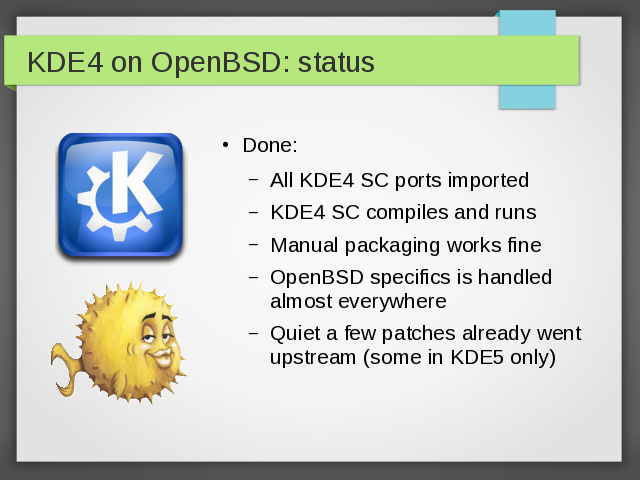 KDE4 on OpenBSD: status
● Done:
– All KDE4 SC ports imported
– KDE4 SC compiles and runs
– Manual packaging works fine
– OpenBSD specifics is handled
almost everywhere
– Quiet a few patches already went
upstream (some in KDE5 only)